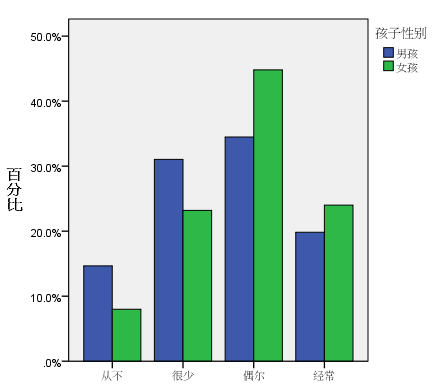 孩子性别
男孩
女孩
50.0%
40.0%
30.0%
20.0%
10.0%
.0%
百分比
从不
很少
偶尔
经常